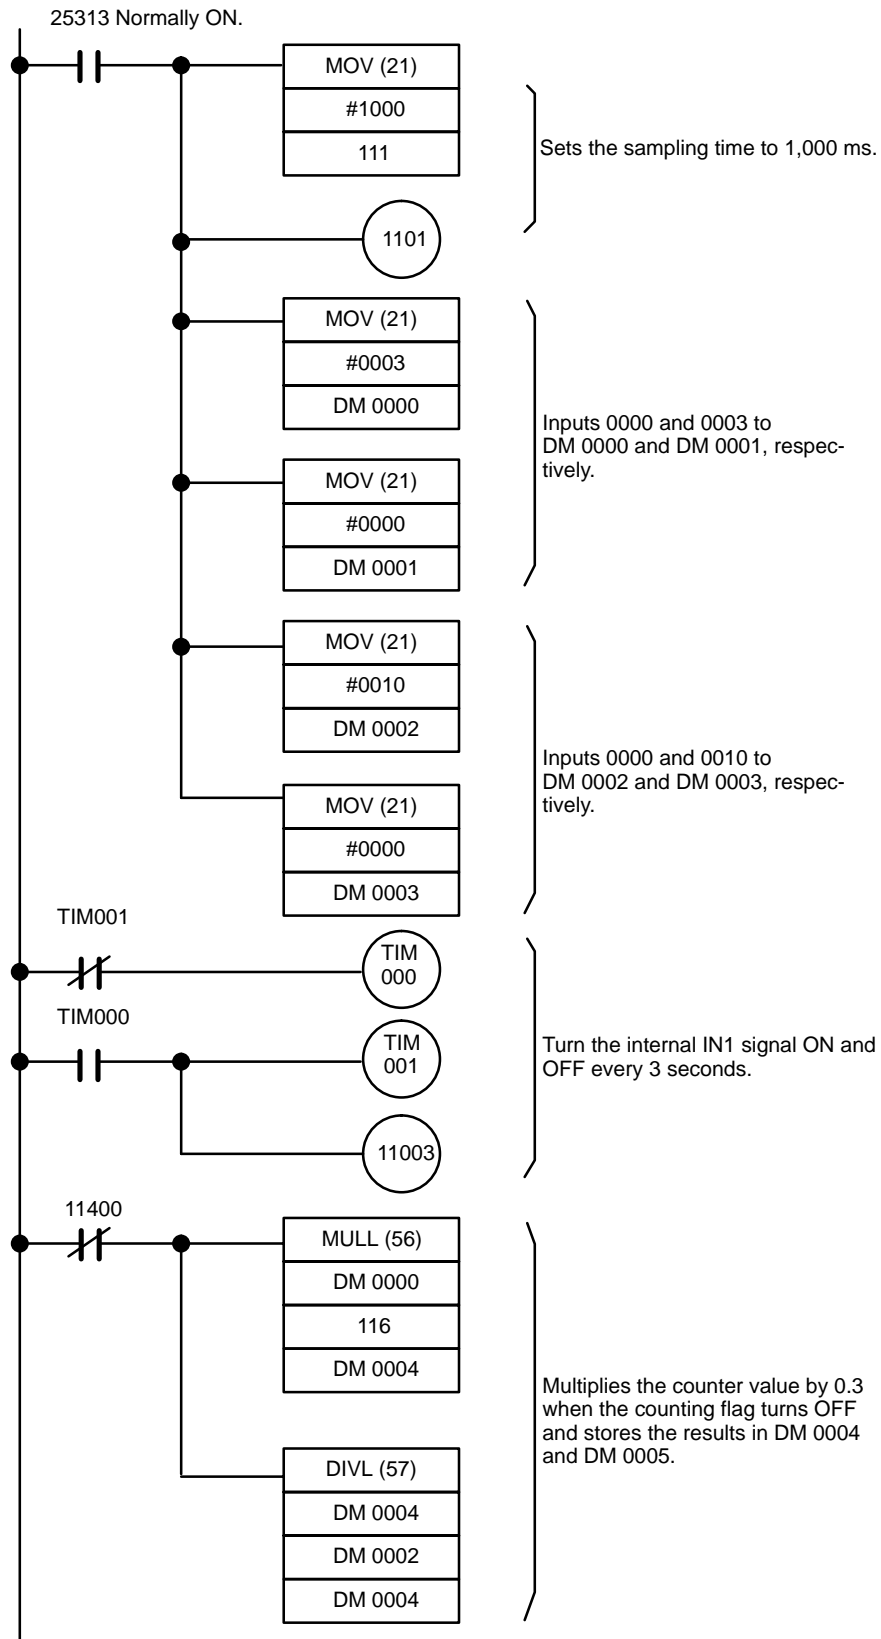 25313 Normally ON.
MOV (21)
#1000
111
Sets the sampling time to 1,000 ms.
1101
MOV (21)
#0003
DM 0000
Inputs 0000 and 0003 to
DM 0000 and DM 0001, respec-
tively.
MOV (21)
#0000
DM 0001
MOV (21)
#0010
DM 0002
Inputs 0000 and 0010 to
DM 0002 and DM 0003, respec-
tively.
MOV (21)
#0000
DM 0003
TIM001
TIM
000
TIM000
TIM
001
Turn the internal IN1 signal ON and
OFF every 3 seconds.
11003
11400
MULL (56)
DM 0000
116
DM 0004
Multiplies the counter value by 0.3
when the counting flag turns OFF
and stores the results in DM 0004
and DM 0005.
DIVL (57)
DM 0004
DM 0002
DM 0004